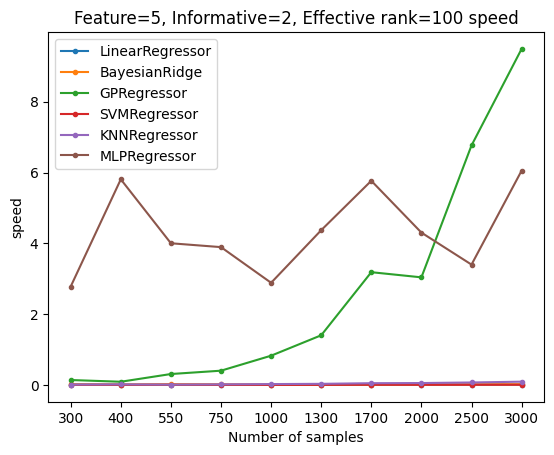 Feature=5, Informative=2, Effective rank=100 speed
LinearRegressor
BayesianRidge
GPRegressor
SVMRegressor
KNNRegressor
MLPRegressor
8
6
4
2
0
speed
300 400 550 750 1000 1300 1700 2000 2500 3000
Number of samples